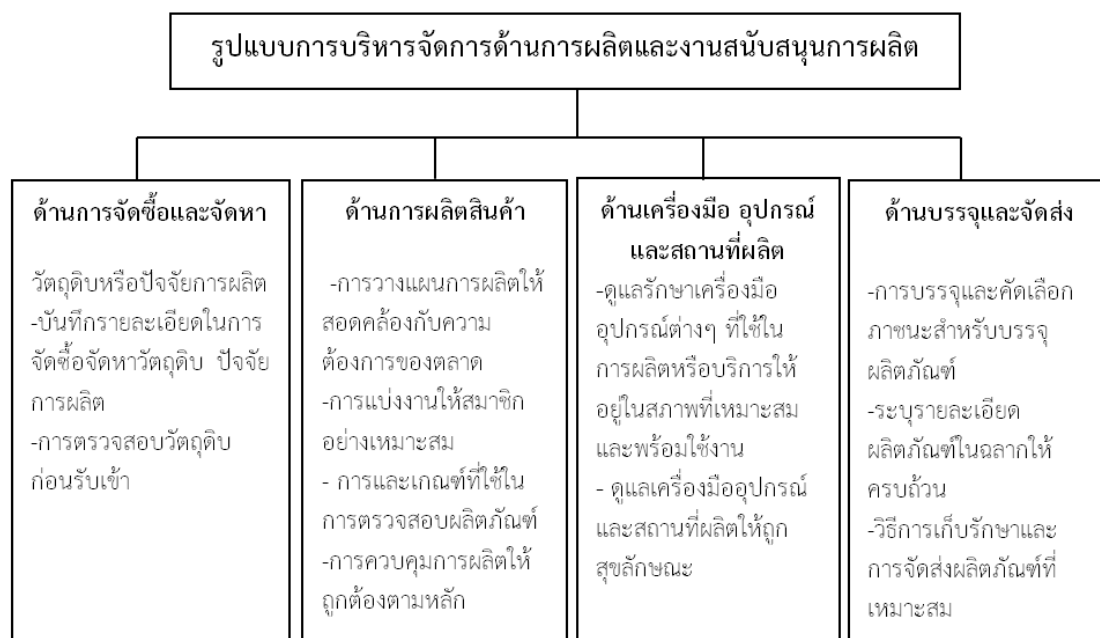 รูปแบบการบริหารจัดการด้านการผลิตและงานสนับสนุนการผลิต
ด้านการจัดซื้อและจัดหา
วัตถุดิบหรือปัจจัยการผลิต
-บันทึกรายละเอียดในการ
จัดซื้อจัดหาวัตถุดิบ ปัจจัย
การผลิต
-การตรวจสอบวัตถุดิบ
ก่อนรับเข้า
ด้านการผลิตสินค้า
-การวางแผนการผลิตให้
สอดคล้องกับความ
ต้องการของตลาด
-การแบ่งงานให้สมาชิก
อย่างเหมาะสม
- การและเกณฑ์ที่ใช้ใน
การตรวจสอบผลิตภัณฑ์
-การควบคุมการผลิตให้
ถูกต้องตามหลัก
ด้านเครื่องมือ อุปกรณ์
และสถานที่ผลิต
-ดูแลรักษาเครื่องมือ
อุปกรณ์ต่างๆ ที่ใช้ใน
การผลิตหรือบริการให้
อยู่ในสภาพที่เหมาะสม
และพร้อมใช้งาน
- ดูแลเครื่องมืออุปกรณ์
และสถานที่ผลิตให้ถูก
สุขลักษณะ
ด้านบรรจุและจัดส่ง
-การบรรจุและคัดเลือก
ภาชนะสำหรับบรรจุ
ผลิตภัณฑ์
-ระบุรายละเอียด
ผลิตภัณฑ์ในฉลากให้
ครบถ้วน
-วิธีการเก็บรักษาและ
การจัดส่งผลิตภัณฑ์ที่
เหมาะสม